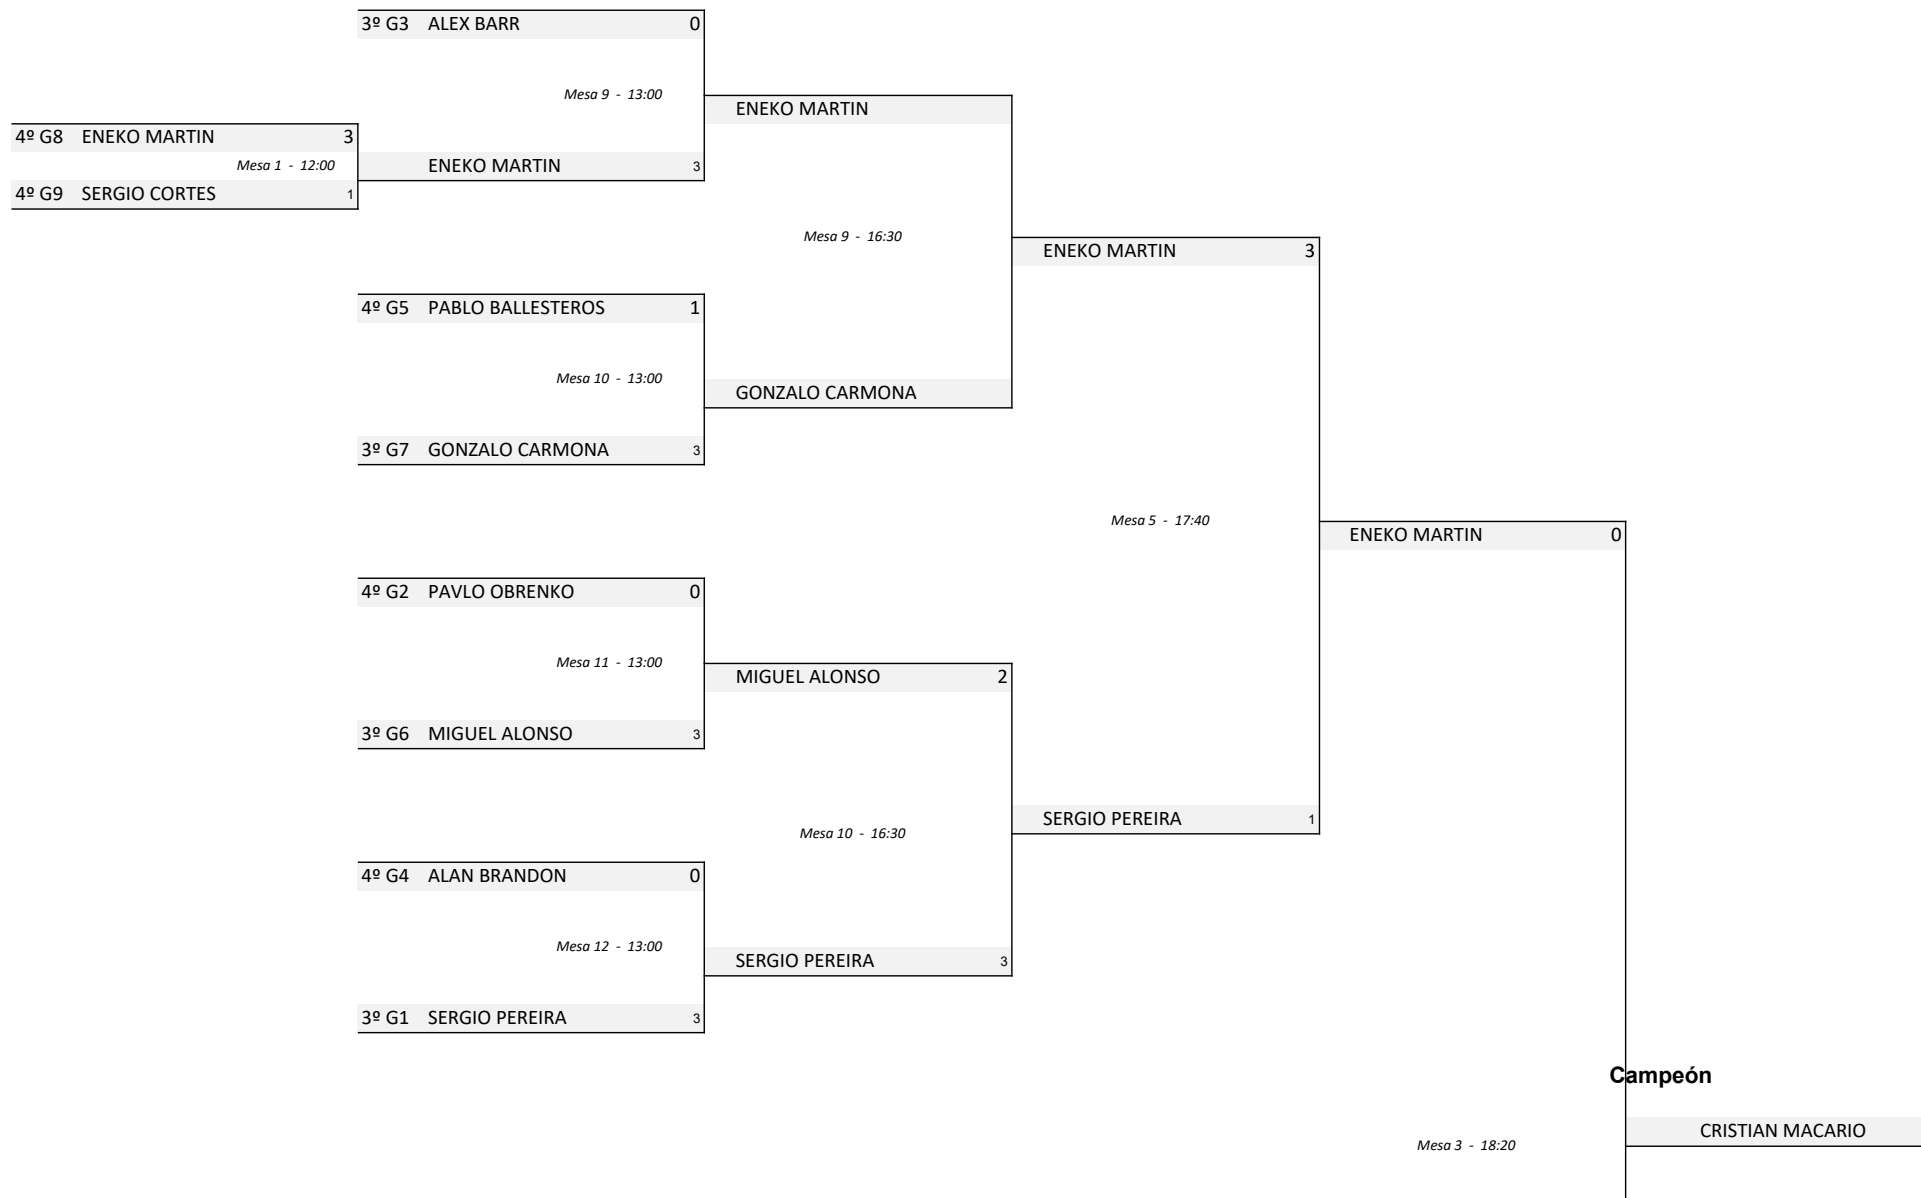 3º G3 ALEX BARR 0
Mesa 9 - 13:00
ENEKO MARTIN
4º G8 ENEKO MARTIN 3
Mesa 1 - 12:00
ENEKO MARTIN 3
4º G9 SERGIO CORTES 1
Mesa 9 - 16:30
ENEKO MARTIN 3
4º G5 PABLO BALLESTEROS 1
Mesa 10 - 13:00
GONZALO CARMONA
3º G7 GONZALO CARMONA 3
Mesa 5 - 17:40
ENEKO MARTIN 0
4º G2 PAVLO OBRENKO 0
Mesa 11 - 13:00
MIGUEL ALONSO 2
3º G6 MIGUEL ALONSO 3
Mesa 10 - 16:30
SERGIO PEREIRA 1
4º G4 ALAN BRANDON 0
Mesa 12 - 13:00
SERGIO PEREIRA 3
3º G1 SERGIO PEREIRA 3
Campeón
CRISTIAN MACARIO
Mesa 3 - 18:20